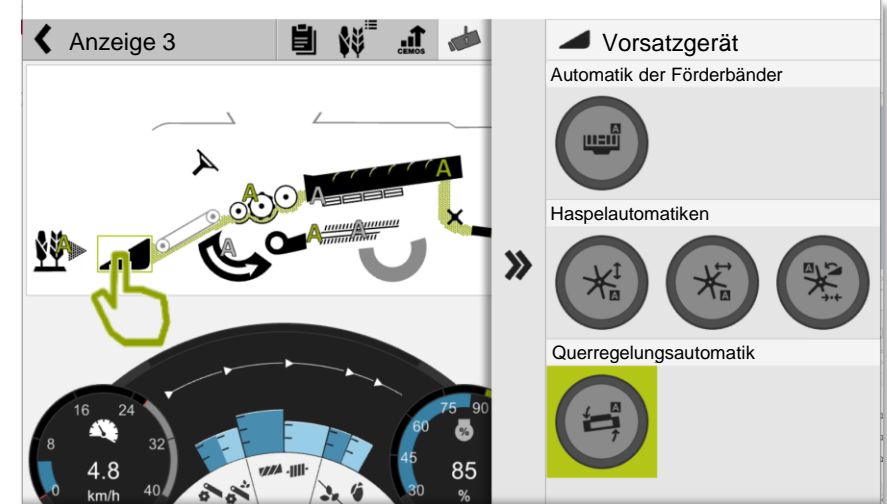 Anzeige 3
CEMOS
Vorsatzgerät
Automatik der Förderbänder
A
Haspelautomatiken
A
A
A
Querregelungsautomatik
A
A
A
A
A
A
A
A
0
8
16
24
32
40
4.8
km/h
30
45
60
75
90
%
85
%